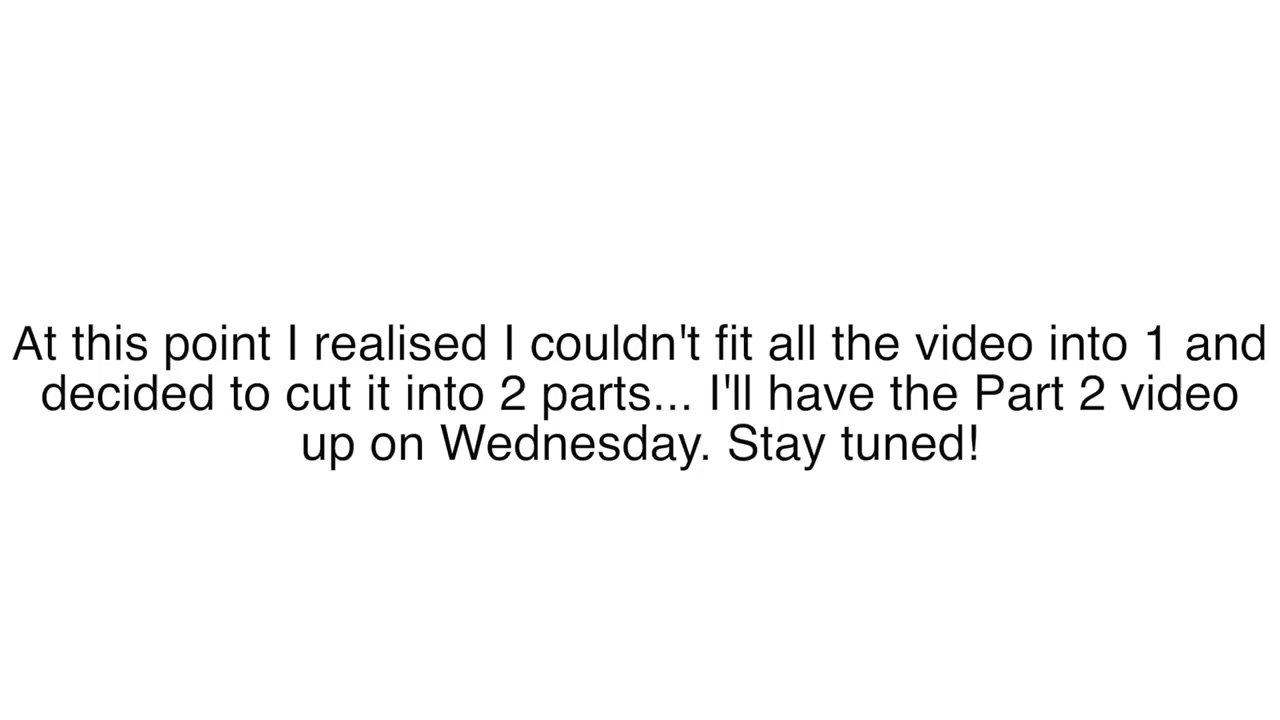 At this point I realised I couldn't fit all the video into 1 and
decided to cut it into 2 parts... I'll have the Part 2 video
up on Wednesday. Stay tuned!